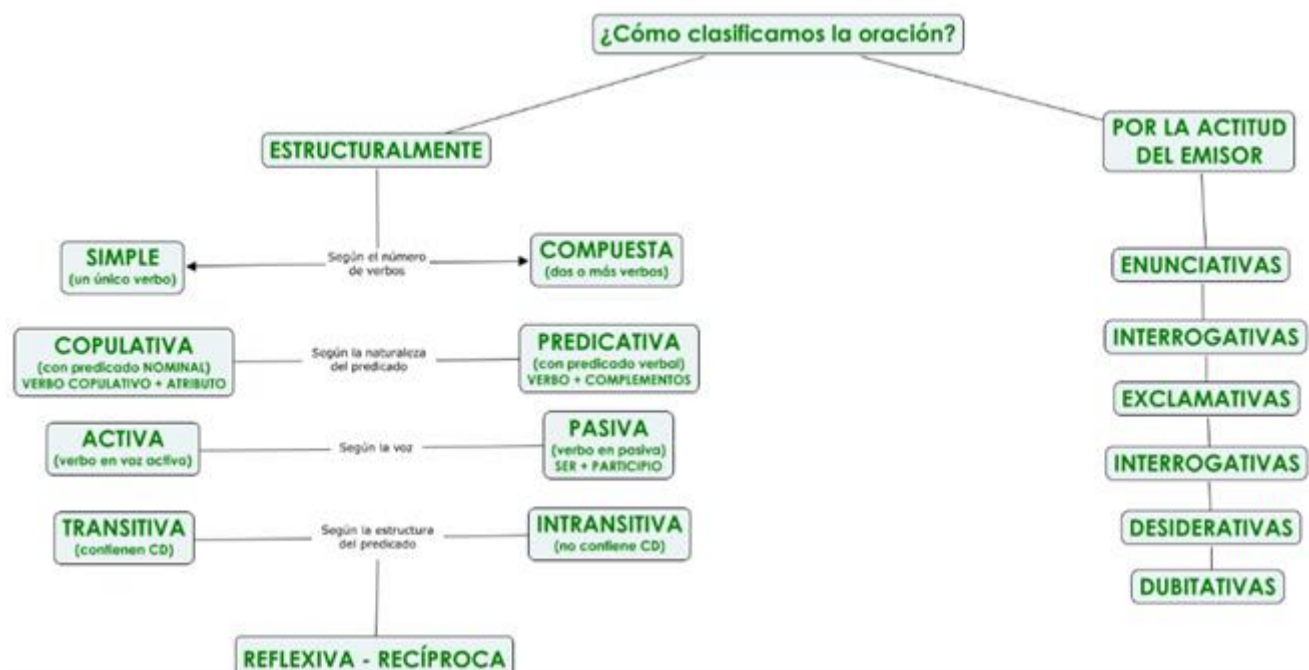 ¿Cómo clasificamos la oración?
ESTRUCTURALMENTE
POR LA ACTITUD
DEL EMISOR
SIMPLE
(un único verbo)
Según el número
de verbos
COMPUESTA
(dos o más verbos)
COPULATIVA
(con predicado NOMINAL)
VERBO COPULATIVO + ATRIBUTO
Según la naturaleza
del predicado
PREDICATIVA
(con predicado verbal)
VERBO + COMPLEMENTOS
ACTIVA
(verbo en voz activa)
Según la voz
PASIVA
(verbo en pasiva)
SER + PARTICIPIO
TRANSITIVA
(contienen CD)
Según la estructura
del predicado
INTRANSITIVA
(no contiene CD)
REFLEXIVA - RECÍPROCA
ENUNCIATIVAS
INTERROGATIVAS
EXCLAMATIVAS
INTERROGATIVAS
DESIDERATIVAS
DUBITATIVAS